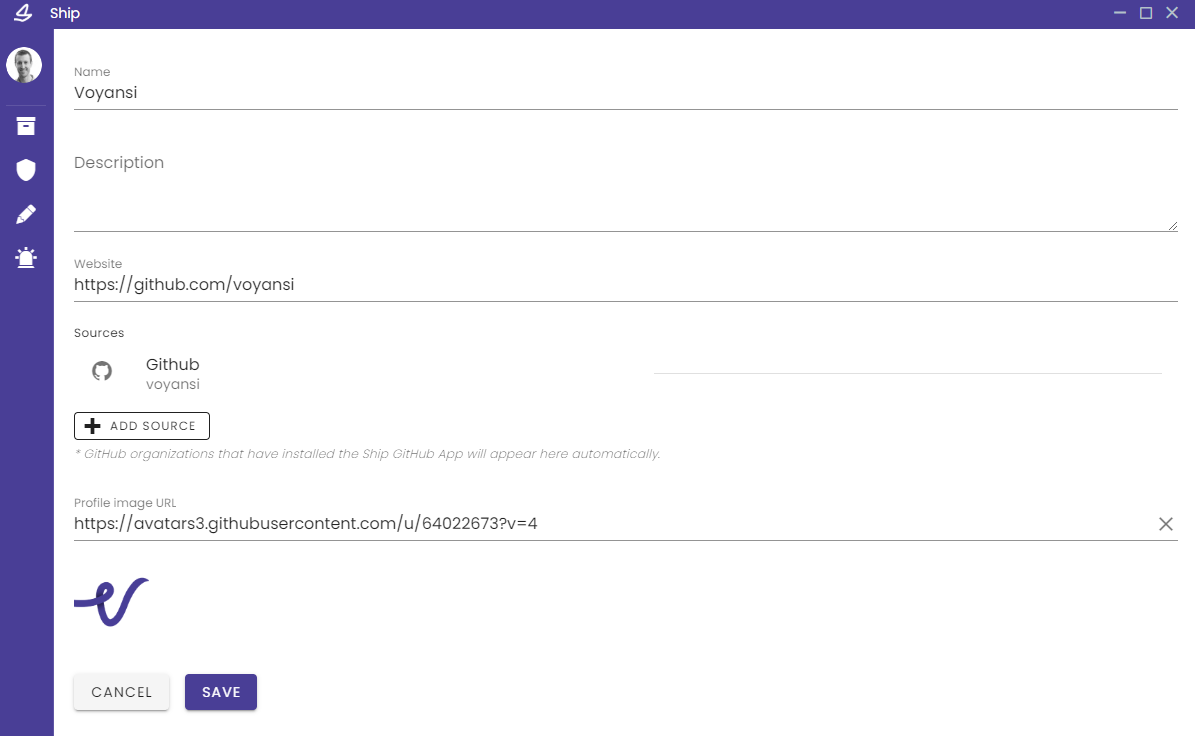 Ship
Name
Voyansi
Description
Website
https://github.com/voyansi
Sources
Github
voyansi
ADD SOURCE
* GitHub organizations that have installed the Ship GitHub App will appear here automatically.
Profile image URL
https://avatars3.githubusercontent.com/u/64022673?v=4
CANCEL
SAVE